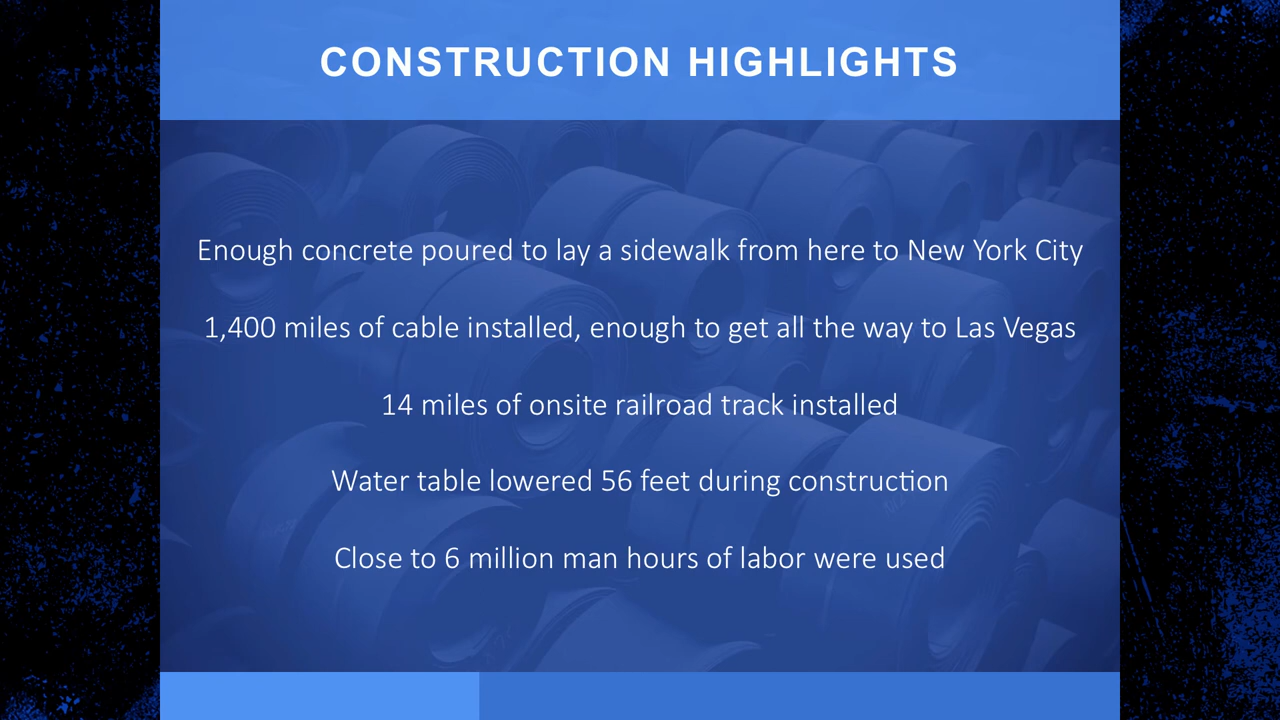 CONSTRUCTION HIGHLIGHTS
Enough concrete poured to lay a sidewalk from here to New York City
1,400 miles of cable installed, enough to get all the way to Las Vegas
14 miles of onsite railroad track installed
Water table lowered 56 feet during construction
Close to 6 million man hours of labor were used